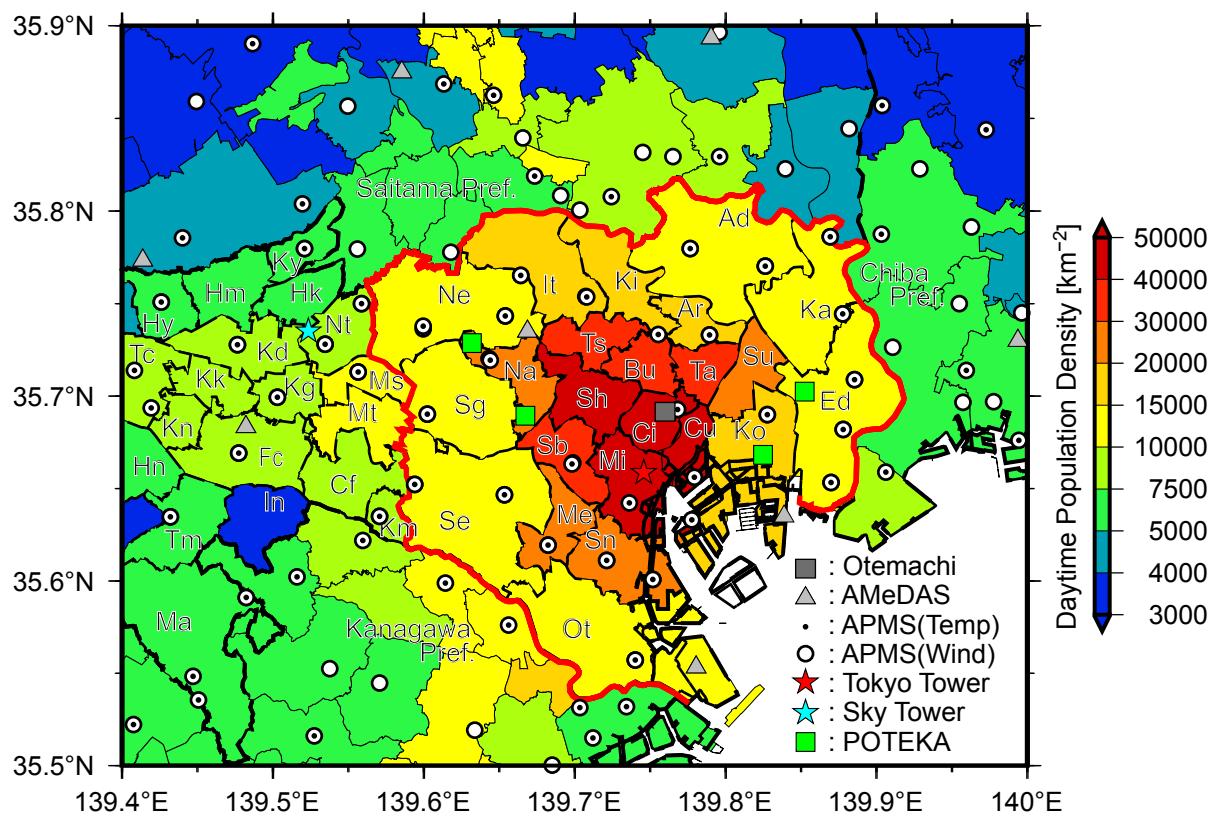 35.9°N
35.8°N
35.7°N
35.6°N
35.5°N
139.4°E
139.5°E
139.6°E
139.7°E
139.8°E
139.9°E
140°E
Saitama Pref.
Ad
Ky
Hm
Hk
Ne
It
Ki
Chiba
Pref.
Hy
Nt
Ar
Ka
Tc
Kd
Ts
Su
Kk
Kg
Ms
Na
Bu
Ta
Kn
Mt
Sg
Sh
Ed
Fc
Sb
Ci
Cu
Ko
Hn
In
Cf
Mi
Tm
Km
Se
Me
Sn
Ma
Kanagawa
Pref.
Ot
: Otemachi
: AMeDAS
: APMS(Temp)
: APMS(Wind)
: Tokyo Tower
: Sky Tower
: POTEKA
50000
40000
30000
20000
15000
10000
7500
5000
4000
3000
Daytime Population Density [km⁻²]